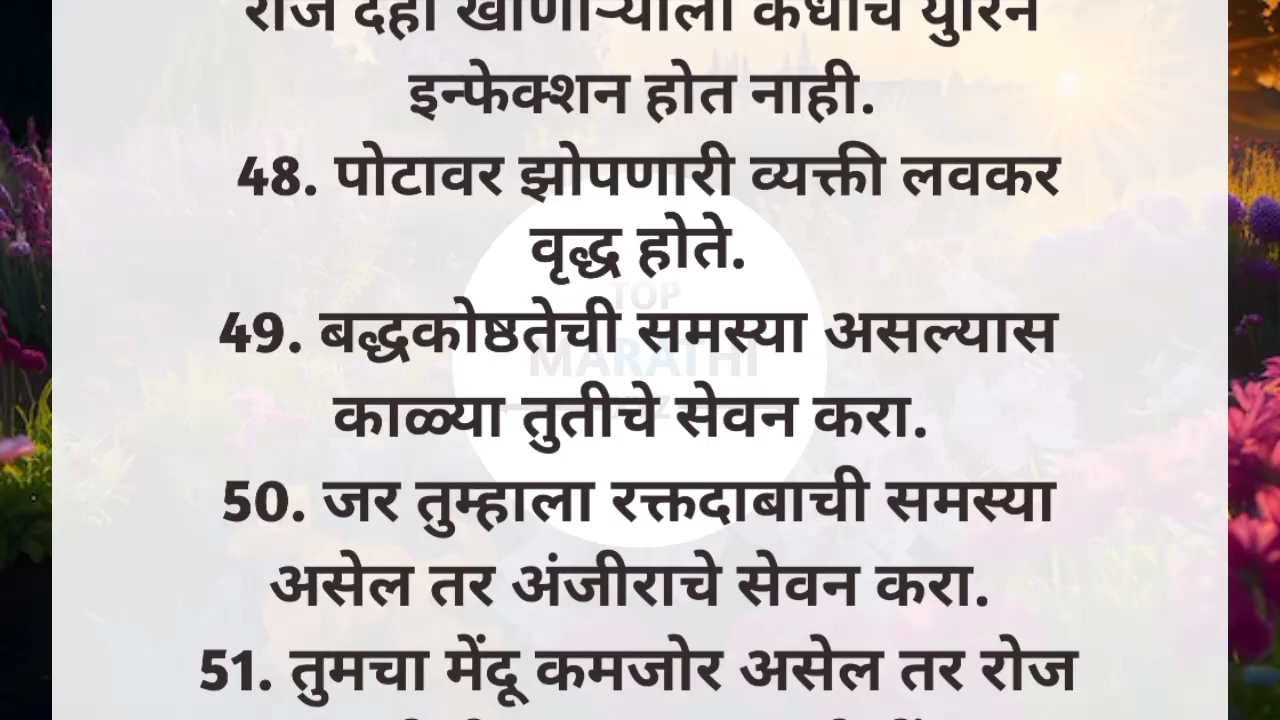 रोज दही खाणाऱ्याला कधीच युरिन
इन्फेक्शन होत नाही.
48. पोटावर झोपणारी व्यक्ती लवकर
वृद्ध होते.
TOP
49. बद्धकोष्ठतेची समस्या असल्यास
MARATHI
काळ्या तुतीचे सेवन करा.
50. जर तुम्हाला रक्तदाबाची समस्या
असेल तर अंजीराचे सेवन करा.
51. तुमचा मेंदू कमजोर असेल तर रोज